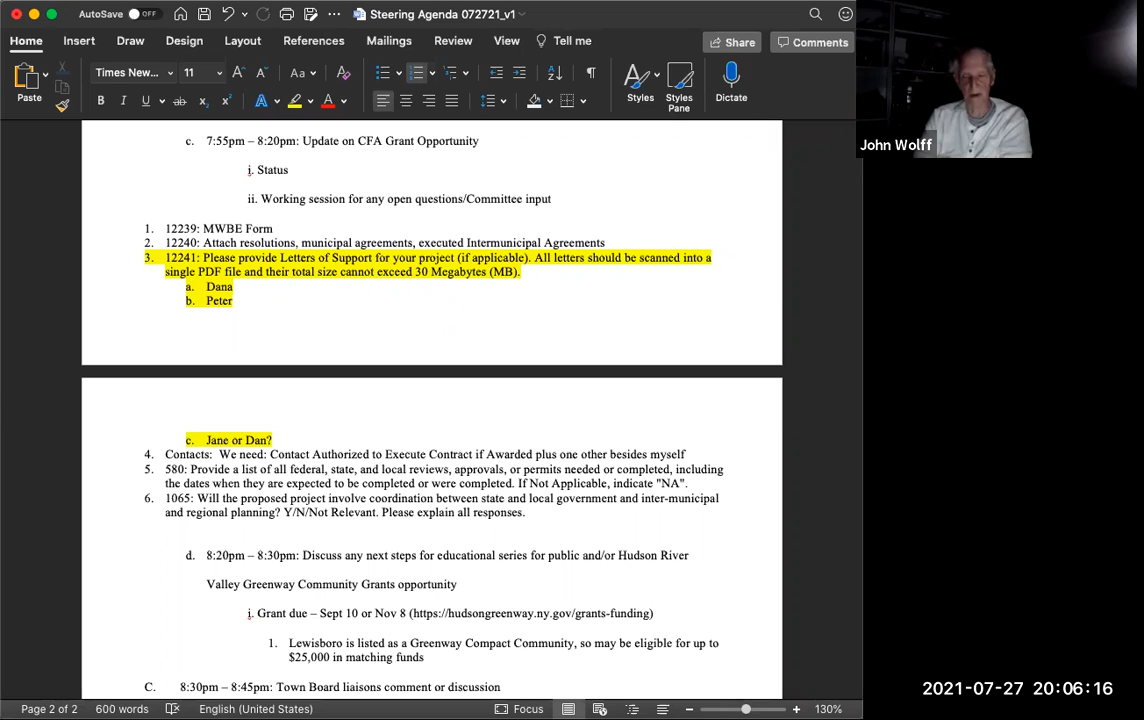 AutoSave OFF
Steering Agenda 072721_v1
Home Insert Draw Design Layout References Mailings Review View Tell me
Share Comments
Paste
Times New... 11
Styles
Styles Pane
Dictate
c. 7:55pm – 8:20pm: Update on CFA Grant Opportunity
i. Status
ii. Working session for any open questions/Committee input
1. 12239: MWBE Form
2. 12240: Attach resolutions, municipal agreements, executed Intermunicipal Agreements
3. 12241: Please provide Letters of Support for your project (if applicable). All letters should be scanned into a
single PDF file and their total size cannot exceed 30 Megabytes (MB).
a. Dana
b. Peter
c. Jane or Dan?
4. Contacts: We need: Contact Authorized to Execute Contract if Awarded plus one other besides myself
5. 580: Provide a list of all federal, state, and local reviews, approvals, or permits needed or completed, including
the dates when they are expected to be completed or were completed. If Not Applicable, indicate "NA".
6. 1065: Will the proposed project involve coordination between state and local government and inter-municipal
and regional planning? Y/N/Not Relevant. Please explain all responses.
d. 8:20pm – 8:30pm: Discuss any next steps for educational series for public and/or Hudson River
Valley Greenway Community Grants opportunity
i. Grant due – Sept 10 or Nov 8 (https://hudsongreenway.ny.gov/grants-funding)
1. Lewisboro is listed as a Greenway Compact Community, so may be eligible for up to
$25,000 in matching funds
C. 8:30pm – 8:45pm: Town Board liaisons comment or discussion
Page 2 of 2 600 words English (United States) Focus 130%
John Wolff
2021-07-27 20:06:16